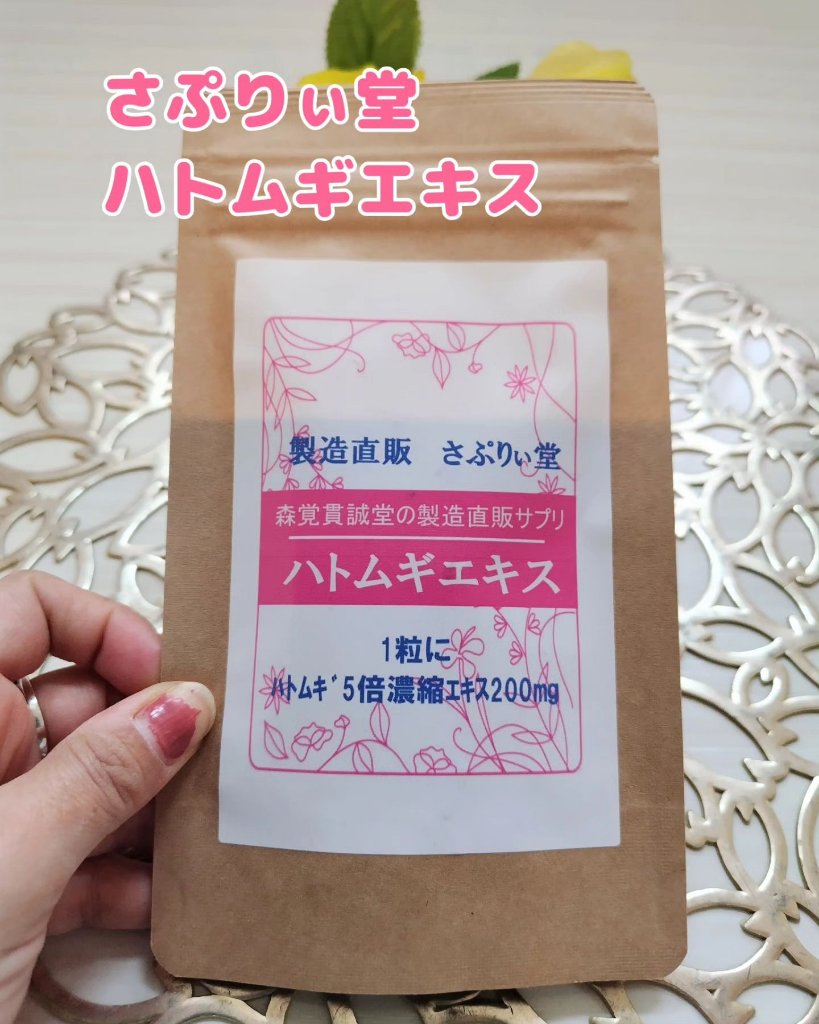 さぷりぃ堂
ハトムギエキス
製造直販 さぷりぃ堂
森覚貫誠堂の製造直販サプリ
ハトムギエキス
1粒に
ﾊﾄﾑｷﾞ5倍濃縮ｴｷｽ200mg